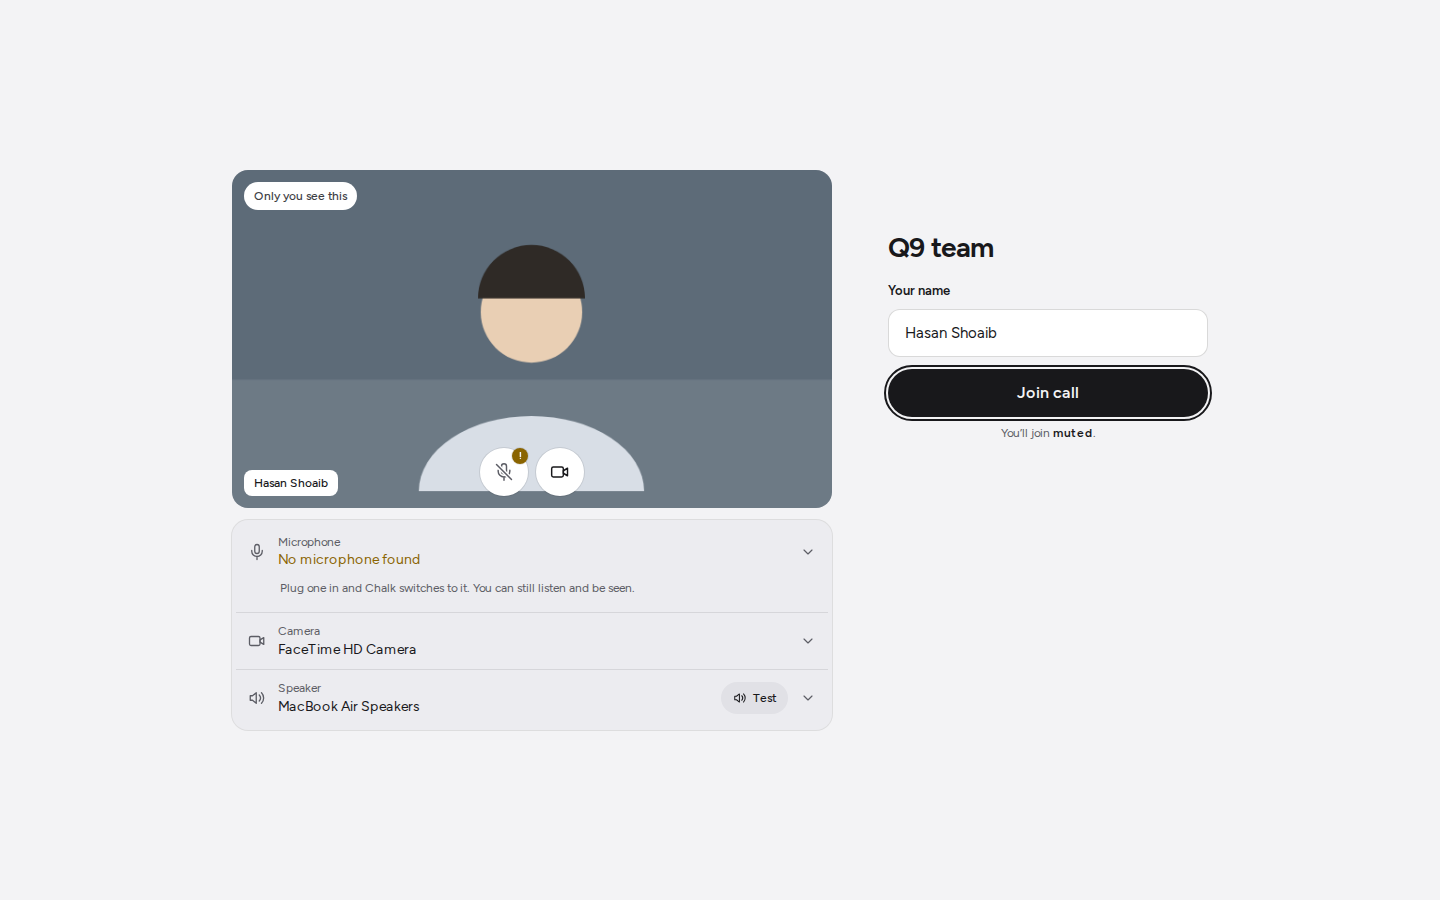 Only you see this
!
Hasan Shoaib
Microphone
No microphone found
Plug one in and Chalk switches to it. You can still listen and be seen.
Camera
FaceTime HD Camera
Speaker
MacBook Air Speakers
Test
Q9 team
Your name
Hasan Shoaib
Join call
You'll join muted.